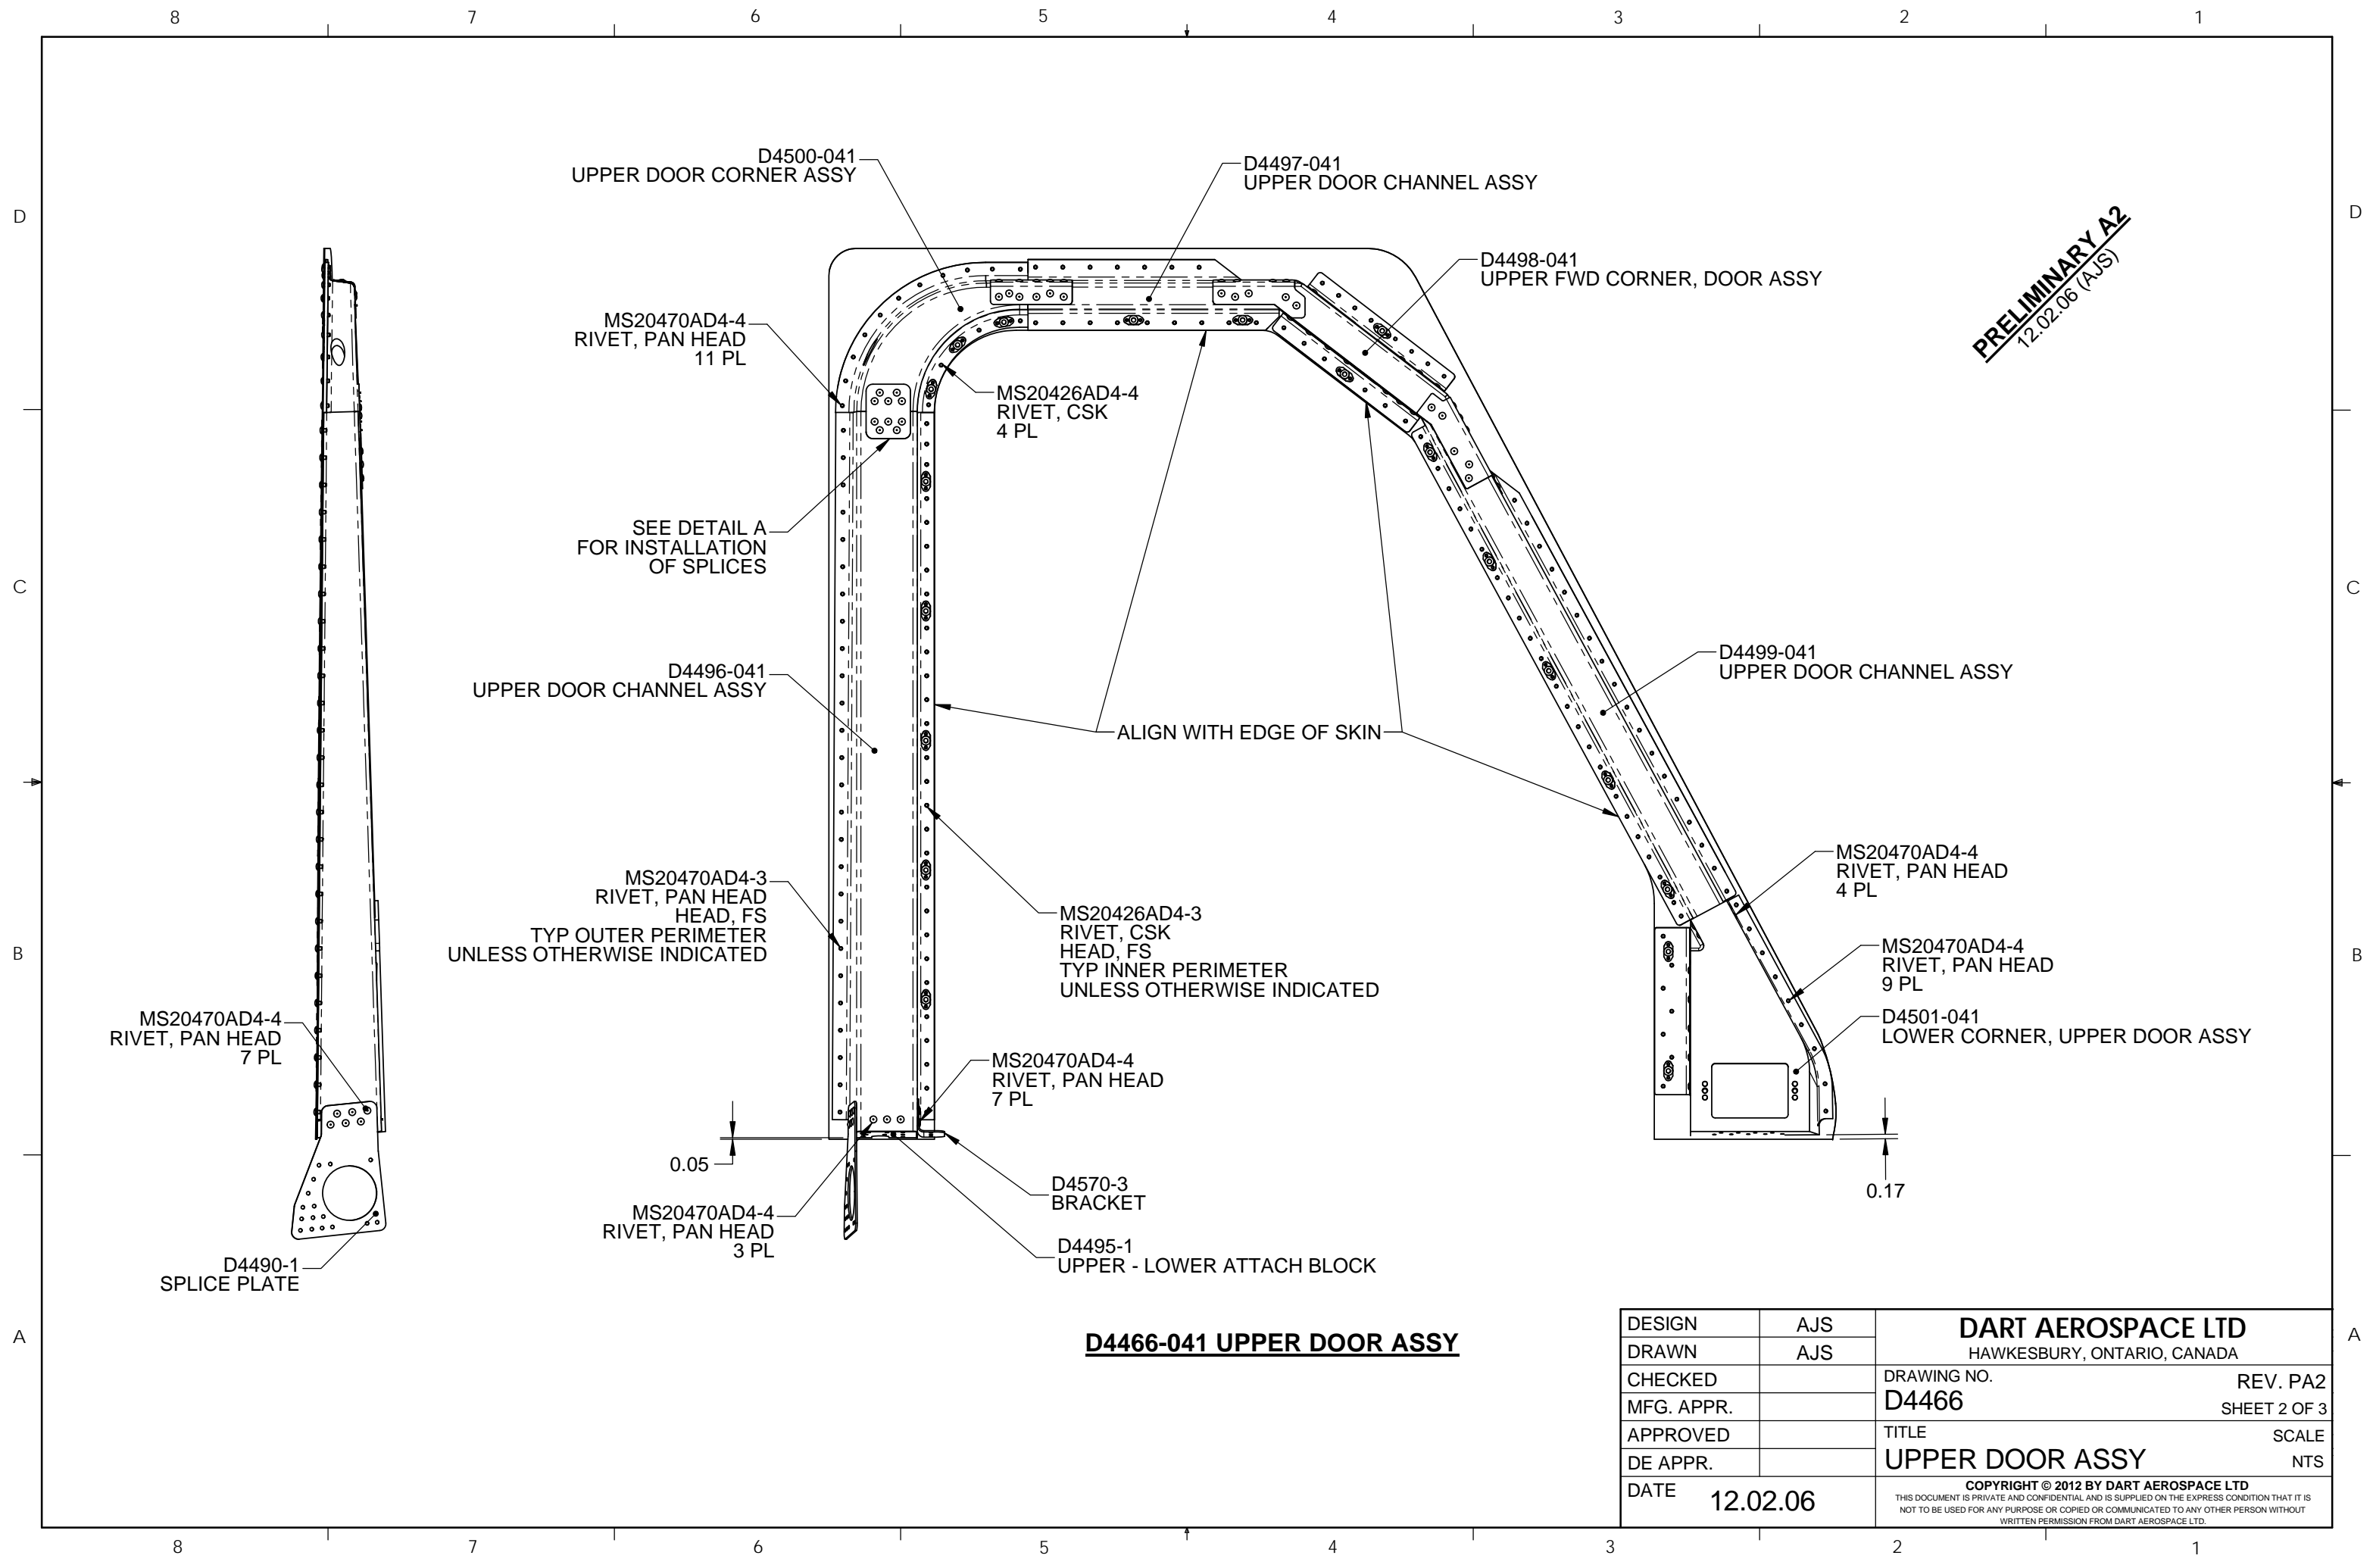 8 7 6 5 4 3 2 1
D
D
C
C
B
B
A
A
D4500-041
UPPER DOOR CORNER ASSY
D4497-041
UPPER DOOR CHANNEL ASSY
D4498-041
UPPER FWD CORNER, DOOR ASSY
PRELIMINARY A2
12.02.06 (AJS)
MS20470AD4-4
RIVET, PAN HEAD
11 PL
MS20426AD4-4
RIVET, CSK
4 PL
SEE DETAIL A
FOR INSTALLATION
OF SPLICES
D4496-041
UPPER DOOR CHANNEL ASSY
D4499-041
UPPER DOOR CHANNEL ASSY
ALIGN WITH EDGE OF SKIN
MS20470AD4-3
RIVET, PAN HEAD
HEAD, FS
TYP OUTER PERIMETER
UNLESS OTHERWISE INDICATED
MS20426AD4-3
RIVET, CSK
HEAD, FS
TYP INNER PERIMETER
UNLESS OTHERWISE INDICATED
MS20470AD4-4
RIVET, PAN HEAD
4 PL
MS20470AD4-4
RIVET, PAN HEAD
9 PL
D4501-041
LOWER CORNER, UPPER DOOR ASSY
MS20470AD4-4
RIVET, PAN HEAD
7 PL
MS20470AD4-4
RIVET, PAN HEAD
7 PL
0.05
0.17
D4570-3
BRACKET
MS20470AD4-4
RIVET, PAN HEAD
3 PL
D4495-1
UPPER - LOWER ATTACH BLOCK
D4490-1
SPLICE PLATE
D4466-041 UPPER DOOR ASSY
DESIGN AJS
DRAWN AJS
CHECKED
MFG. APPR.
APPROVED
DE APPR.
DATE 12.02.06
DART AEROSPACE LTD
HAWKESBURY, ONTARIO, CANADA
DRAWING NO. REV. PA2
D4466 SHEET 2 OF 3
TITLE SCALE
UPPER DOOR ASSY NTS
COPYRIGHT © 2012 BY DART AEROSPACE LTD
THIS DOCUMENT IS PRIVATE AND CONFIDENTIAL AND IS SUPPLIED ON THE EXPRESS CONDITION THAT IT IS
NOT TO BE USED FOR ANY PURPOSE OR COPIED OR COMMUNICATED TO ANY OTHER PERSON WITHOUT
WRITTEN PERMISSION FROM DART AEROSPACE LTD.
8 7 6 5 4 3 2 1